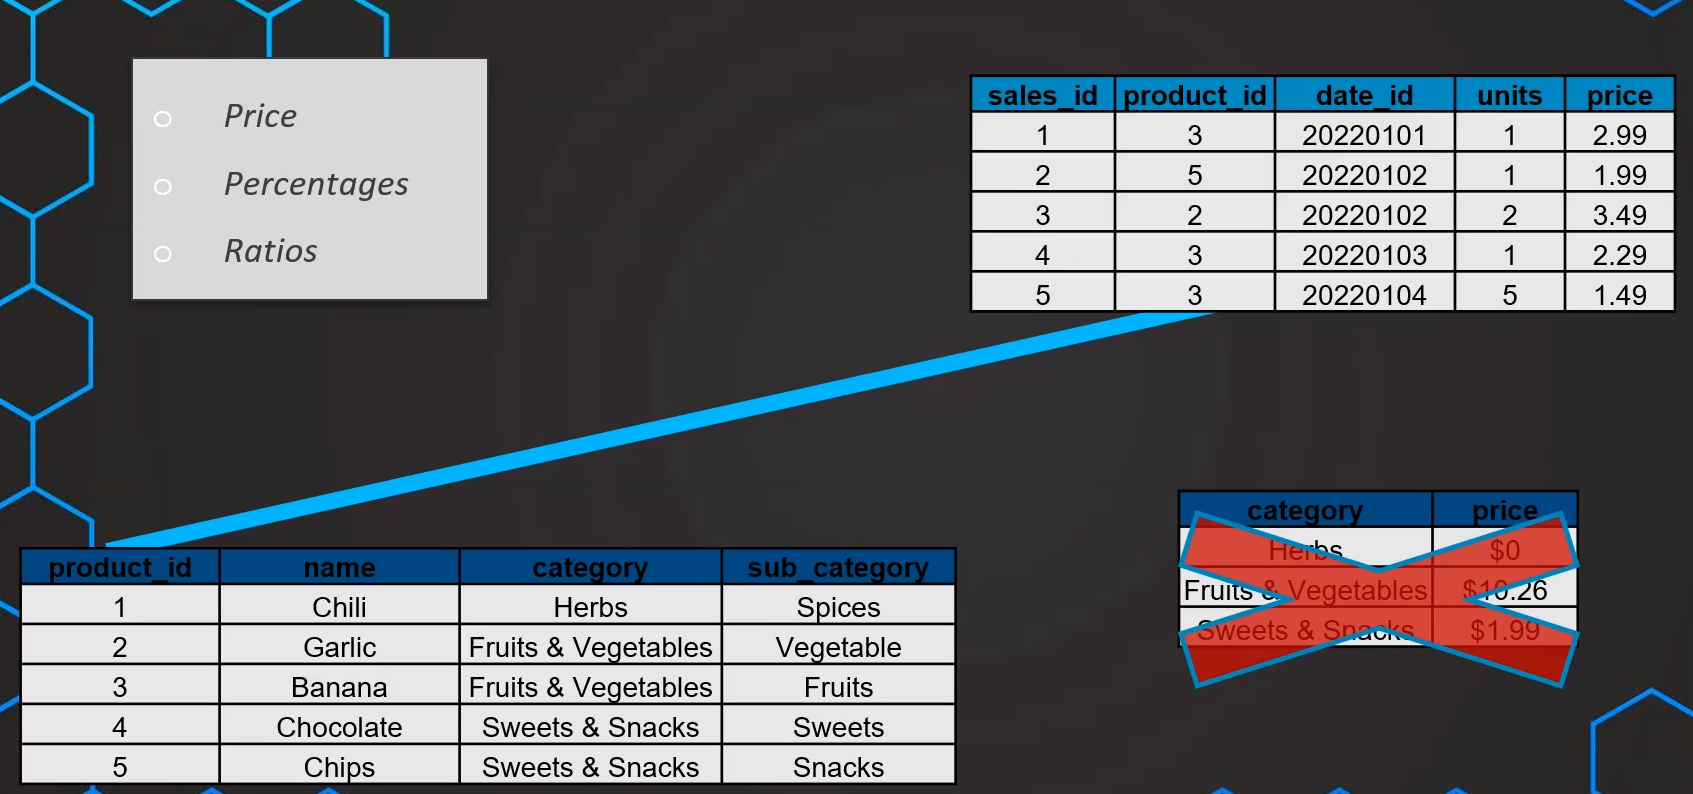 Price
Percentages
Ratios
sales_id product_id date_id units price
1 3 20220101 1 2.99
2 5 20220102 1 1.99
3 2 20220102 2 3.49
4 3 20220103 1 2.29
5 3 20220104 5 1.49
category price
Herbs $0
Fruits & Vegetables $10.26
Sweets & Snacks $1.99
product_id name category sub_category
1 Chili Herbs Spices
2 Garlic Fruits & Vegetables Vegetable
3 Banana Fruits & Vegetables Fruits
4 Chocolate Sweets & Snacks Sweets
5 Chips Sweets & Snacks Snacks